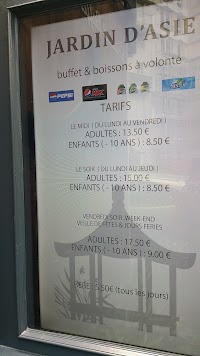 JARDIN D'ASIE
buffet & boissons à volonté
PEPSI
TARIFS
LE MIDI ( DU LUNDI AU VENDREDI )
ADULTES : 13.50 €
ENFANTS ( - 10 ANS ) : 8.50 €
LE SOIR ( DU LUNDI AU JEUDI )
ADULTES : 15.00 €
ENFANTS ( - 10 ANS ) : 8.50 €
VENDREDI SOIR, WEEK-END
VEILLE DE FÊTES & JOURS FERIES
ADULTES : 17.50 €
ENFANTS ( - 10 ANS ) : 9.00 €
(tous les jours)